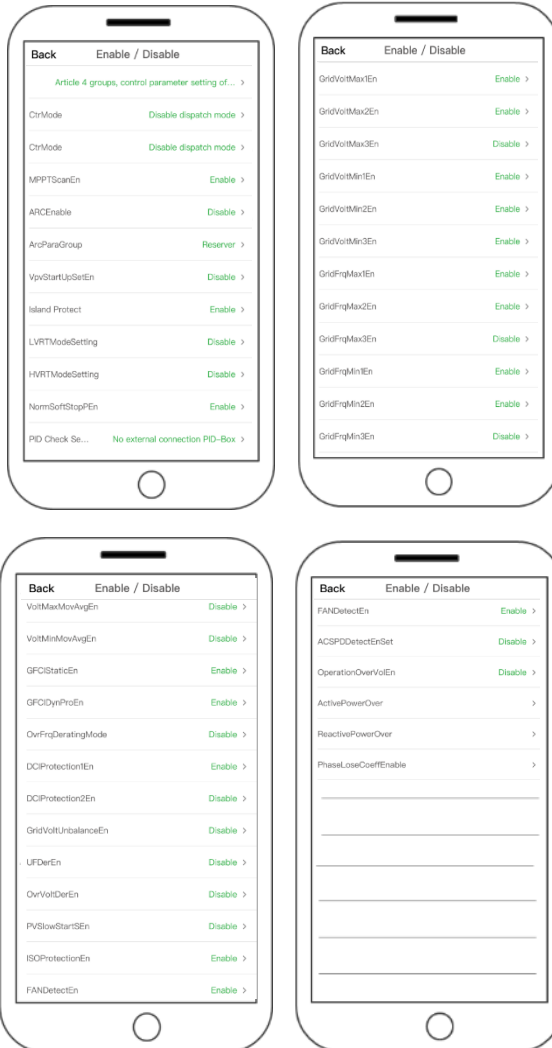 Back Enable / Disable
Article 4 groups, control parameter setting of... >
CtrMode Disable dispatch mode >
CtrMode Disable dispatch mode >
MPPTScanEn Enable >
ARCEnable Disable >
ArcParaGroup Reserver >
VpvStartUpSetEn Disable >
Island Protect Enable >
LVRTModeSetting Disable >
HVRTModeSetting Disable >
NormSoftStopPEn Enable >
PID Check Se... No external connection PID-Box >
Back Enable / Disable
GridVoltMax1En Enable >
GridVoltMax2En Enable >
GridVoltMax3En Disable >
GridVoltMin1En Enable >
GridVoltMin2En Enable >
GridVoltMin3En Enable >
GridFrqMax1En Enable >
GridFrqMax2En Enable >
GridFrqMax3En Disable >
GridFrqMin1En Enable >
GridFrqMin2En Enable >
GridFrqMin3En Disable >
Back Enable / Disable
VoltMaxMovAvgEn Disable >
VoltMinMovAvgEn Disable >
GFCIStaticEn Enable >
GFCIDynProEn Enable >
OvrFrqDeratingMode Disable >
DCIProtection1En Enable >
DCIProtection2En Disable >
GridVoltUnbalanceEn Disable >
UFDerEn Disable >
OvrVoltDerEn Disable >
PVSlowStartSEn Disable >
ISOProtectionEn Enable >
FANDetectEn Enable >
Back Enable / Disable
FANDetectEn Enable >
ACSPDDetectEnSet Disable >
OperationOverVolEn Disable >
ActivePowerOver >
ReactivePowerOver >
PhaseLoseCoeffEnable >